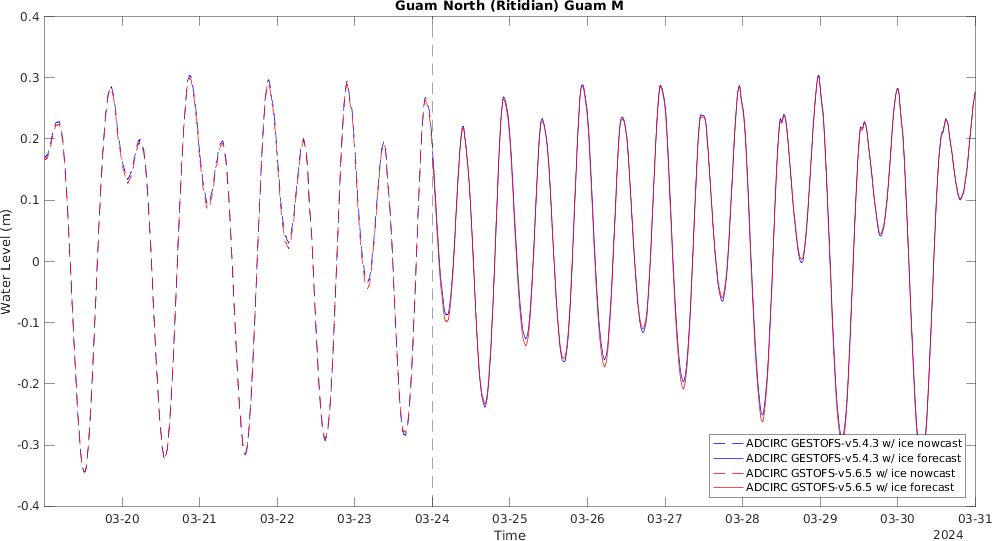 Guam North (Ritidian) Guam M
0.4
0.3
0.2
0.1
0
-0.1
-0.2
-0.3
-0.4
Water Level (m)
ADCIRC GESTOFS-v5.4.3 w/ ice nowcast
ADCIRC GESTOFS-v5.4.3 w/ ice forecast
ADCIRC GSTOFS-v5.6.5 w/ ice nowcast
ADCIRC GSTOFS-v5.6.5 w/ ice forecast
03-20 03-21 03-22 03-23 03-24 03-25 03-26 03-27 03-28 03-29 03-30 03-31
Time
2024